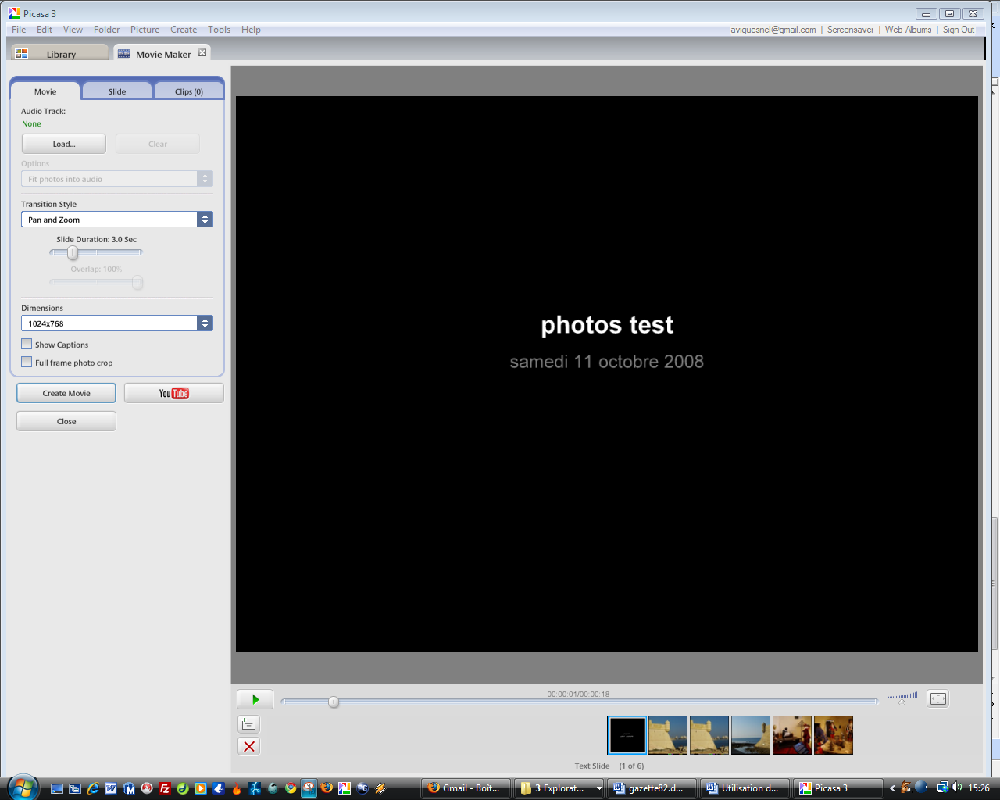 Picasa 3
File Edit View Folder Picture Create Tools Help
aviquesnel@gmail.com | Screensaver | Web Albums | Sign Out
Library
Movie Maker
Movie Slide Clips (0)
Audio Track:
None
Load...
Clear
Options
Fit photos into audio
Transition Style
Pan and Zoom
Slide Duration: 3.0 Sec
Overlap: 100%
Dimensions
1024x768
Show Captions
Full frame photo crop
Create Movie
YouTube
Close
photos test
samedi 11 octobre 2008
00:00:01/00:00:18
Text Slide (1 of 6)
Gmail - Boît...
3 Explorat...
gazette82.d...
Utilisation d...
Picasa 3
15:26